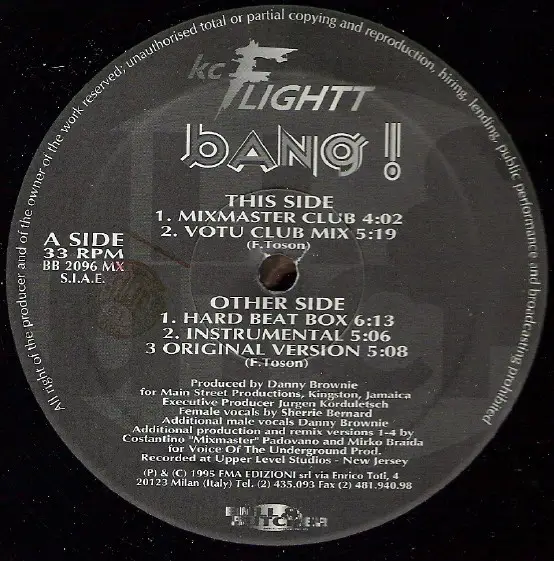 All right of the producer and of the owner of the work reserved; unauthorised total or partial copying and reproduction, hiring, lending, public performance and broadcasting prohibited
kc FLIGHTT
bANG!
THIS SIDE
1. MIXMASTER CLUB 4:02
2. VOTU CLUB MIX 5:19
(F.Toson)
A SIDE
33 RPM
BB 2096 MX
S.I.A.E.
OTHER SIDE
1. HARD BEAT BOX 6:13
2. INSTRUMENTAL 5:06
3 ORIGINAL VERSION 5:08
(F.Toson)
Produced by Danny Brownie
for Main Street Productions, Kingston, Jamaica
Executive Producer Jurgen Korduletsch
Female vocals by Sherrie Bernard
Additional male vocals Danny Brownie
Additional production and remix versions 1-4 by
Costantino "Mixmaster" Padovano and Mirko Braida
for Voice Of The Underground Prod.
Recorded at Upper Level Studios - New Jersey
(P) & (C) 1995 FMA EDIZIONI srl via Enrico Toti, 4
20123 Milan (Italy) Tel. (2) 435.093 Fax (2) 481.940.98